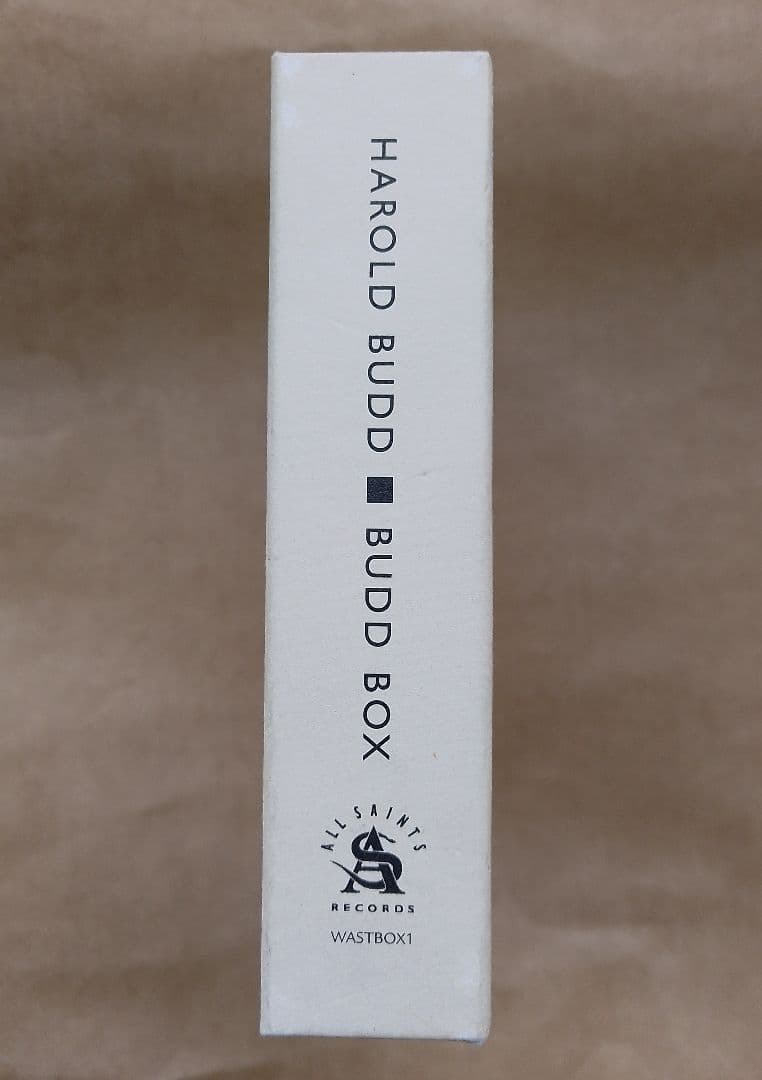 HAROLD BUDD ■ BUDD BOX
ALL SAINTS
AS
RECORDS
WASTBOX1